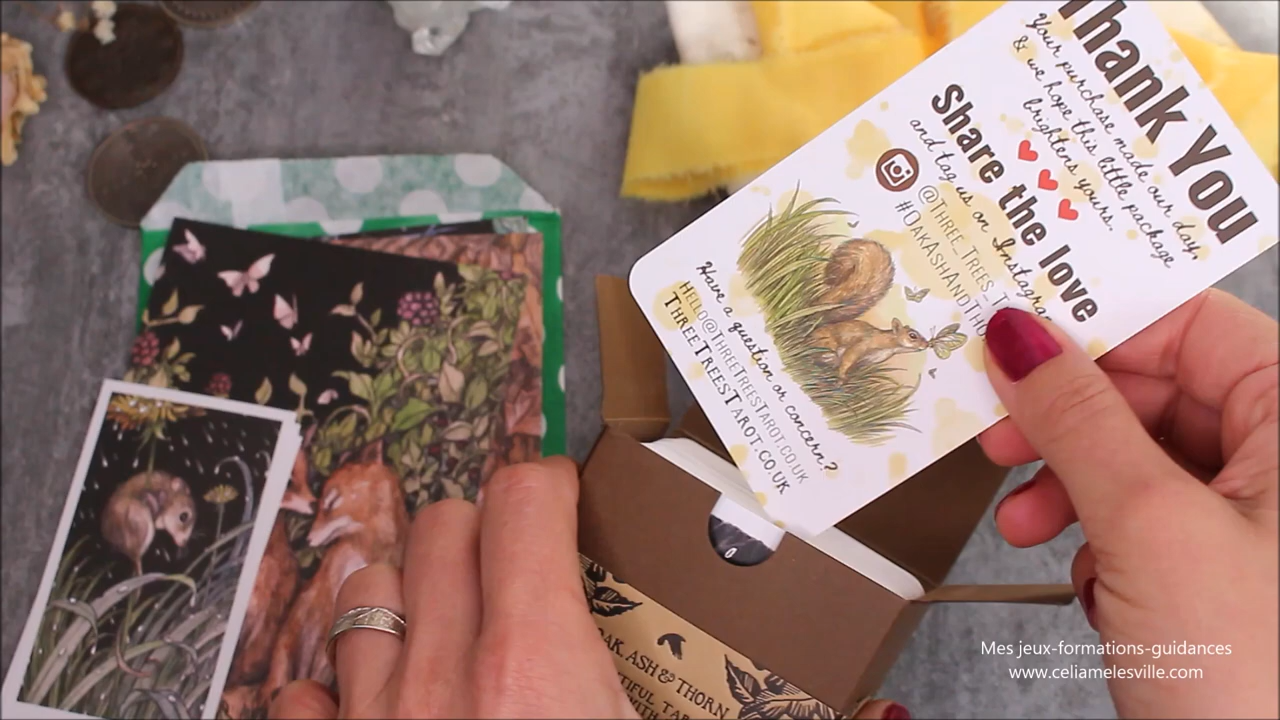 Thank You
Your purchase made our day,
& we hope this little package
brightens yours.
Share the love
and tag us on Instagra
@Three_Trees_T
#OakAshAndTho
Have a question or concern?
HELLO@THREETREESTAROT.CO.UK
THREETREESTAROT.CO.UK
0
OAK ASH & THORN
Mes jeux-formations-guidances
www.celiamelesville.com